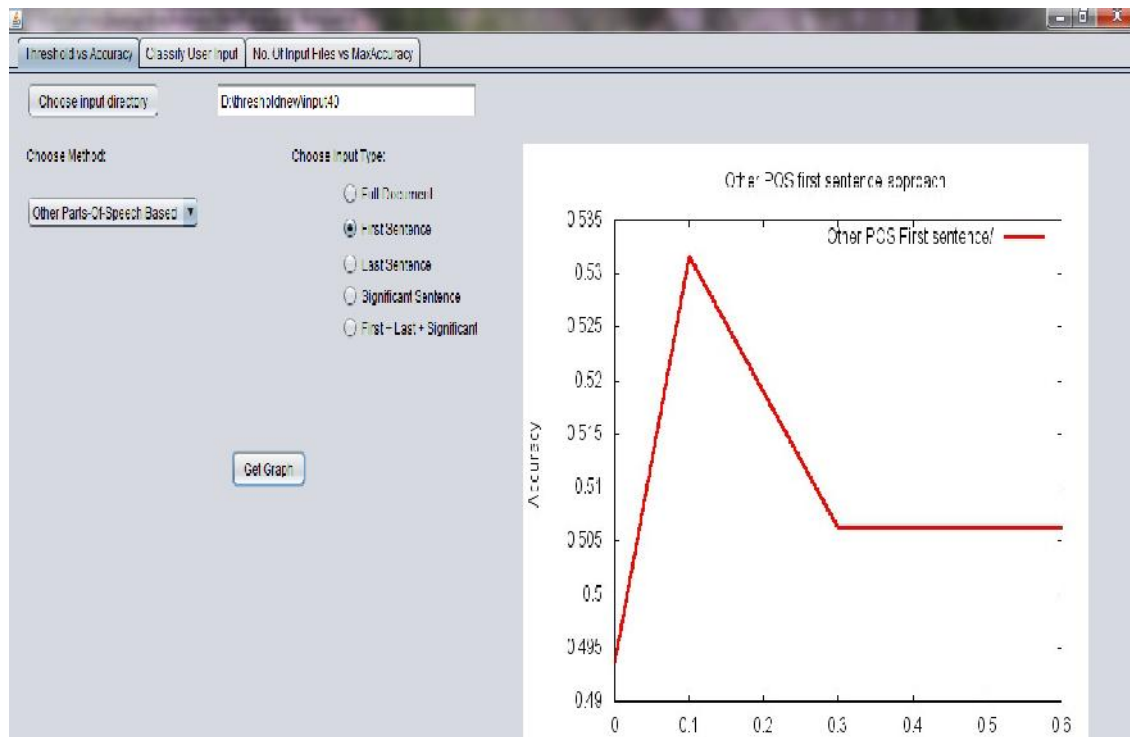 Threshold vs Accuracy
Classify User Input
No. Of Input Files vs MaxAccuracy
Choose input directory
D:\thresholdnew\input40
Choose Method:
Choose Input Type:
Other Parts-Of-Speech Based
Full Document
First Sentence
Last Sentence
Significant Sentence
First + Last + Significant
Get Graph
Other POS first sentence approach
Other POS First sentence/
0.535
0.53
0.525
0.52
0.515
0.51
0.505
0.5
0.495
0.49
Accuracy
0 0.1 0.2 0.3 0.4 0.5 0.6